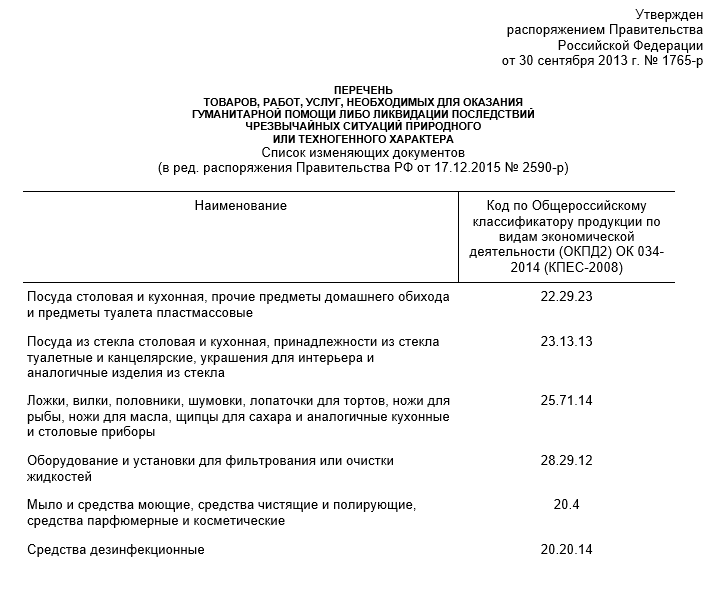 Утвержден
распоряжением Правительства
Российской Федерации
от 30 сентября 2013 г. № 1765-р
ПЕРЕЧЕНЬ
ТОВАРОВ, РАБОТ, УСЛУГ, НЕОБХОДИМЫХ ДЛЯ ОКАЗАНИЯ
ГУМАНИТАРНОЙ ПОМОЩИ ЛИБО ЛИКВИДАЦИИ ПОСЛЕДСТВИЙ
ЧРЕЗВЫЧАЙНЫХ СИТУАЦИЙ ПРИРОДНОГО
ИЛИ ТЕХНОГЕННОГО ХАРАКТЕРА
Список изменяющих документов
(в ред. распоряжения Правительства РФ от 17.12.2015 № 2590-р)
Наименование
Код по Общероссийскому
классификатору продукции по
видам экономической
деятельности (ОКПД2) ОК 034-
2014 (КПЕС-2008)
Посуда столовая и кухонная, прочие предметы домашнего обихода
и предметы туалета пластмассовые
22.29.23
Посуда из стекла столовая и кухонная, принадлежности из стекла
туалетные и канцелярские, украшения для интерьера и
аналогичные изделия из стекла
23.13.13
Ложки, вилки, половники, шумовки, лопаточки для тортов, ножи для
рыбы, ножи для масла, щипцы для сахара и аналогичные кухонные
и столовые приборы
25.71.14
Оборудование и установки для фильтрования или очистки
жидкостей
28.29.12
Мыло и средства моющие, средства чистящие и полирующие,
средства парфюмерные и косметические
20.4
Средства дезинфекционные
20.20.14